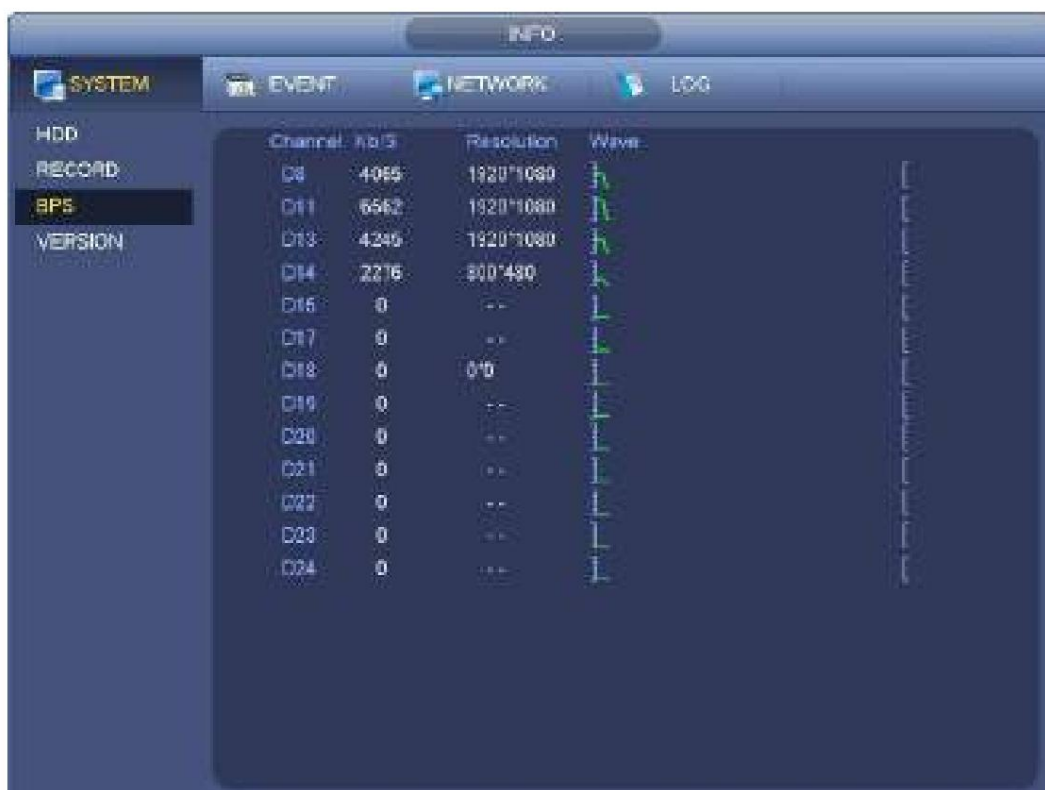 INFO
SYSTEM EVENT NETWORK LOG
HDD
RECORD
BPS
VERSION
Channel Kb/S Resolution Wave
D8 4065 1920*1080
D11 6562 1920*1080
D13 4245 1920*1080
D14 2276 800*480
0 - -
D17 0 - -
D18 0 0*0
D19 0 - -
D20 0 - -
D21 0 - -
D22 0 - -
D23 0 - -
D24 0 - -